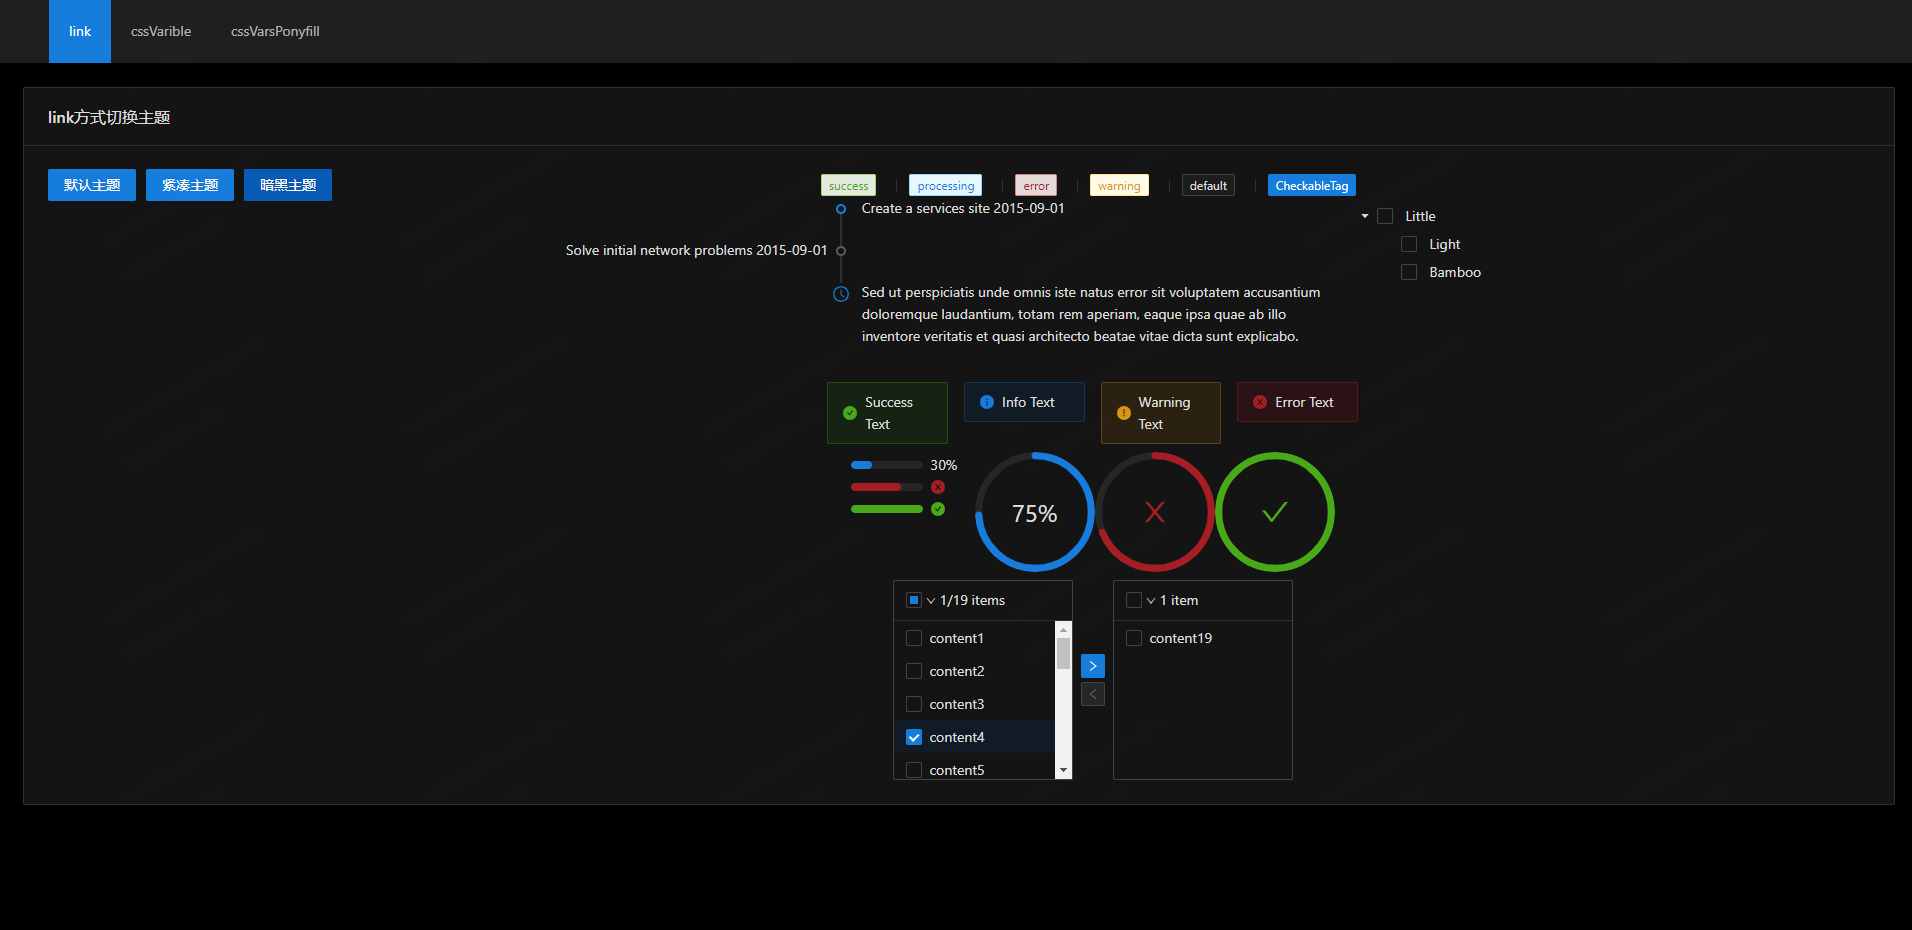 link
cssVarible
cssVarsPonyfill
link方式切换主题
默认主题
紧凑主题
暗黑主题
success
processing
error
warning
default
CheckableTag
Create a services site 2015-09-01
Solve initial network problems 2015-09-01
Sed ut perspiciatis unde omnis iste natus error sit voluptatem accusantium
doloremque laudantium, totam rem aperiam, eaque ipsa quae ab illo
inventore veritatis et quasi architecto beatae vitae dicta sunt explicabo.
Little
Light
Bamboo
Success
Text
Info Text
Warning
Text
Error Text
30%
75%
1/19 items
content1
content2
content3
content4
content5
1 item
content19